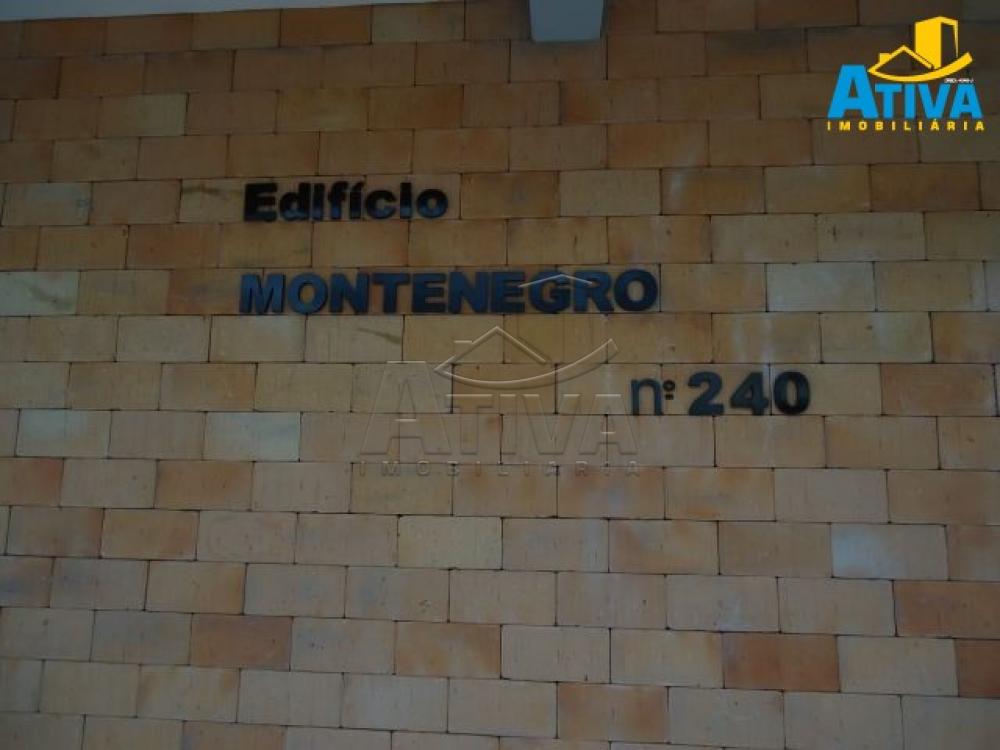 ATIVA
IMOBILIÁRIA
Edifício
MONTENEGRO
nº 240
ATIVA
IMOBILIÁRIA